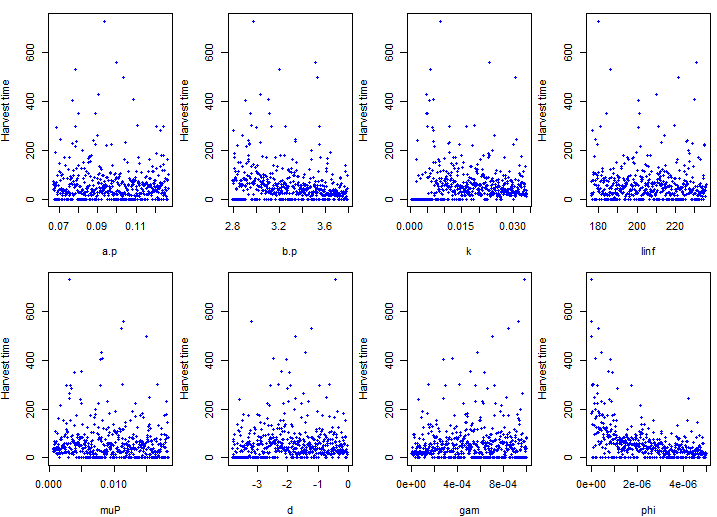 Harvest time
0 200 400 600
0.07 0.09 0.11
a.p
Harvest time
0 200 400 600
2.8 3.2 3.6
b.p
Harvest time
0 200 400 600
0.000 0.015 0.030
k
Harvest time
0 200 400 600
180 200 220
linf
Harvest time
0 200 400 600
0.000 0.010
muP
Harvest time
0 200 400 600
-3 -2 -1 0
d
Harvest time
0 200 400 600
0e+00 4e-04 8e-04
gam
Harvest time
0 200 400 600
0e+00 2e-06 4e-06
phi